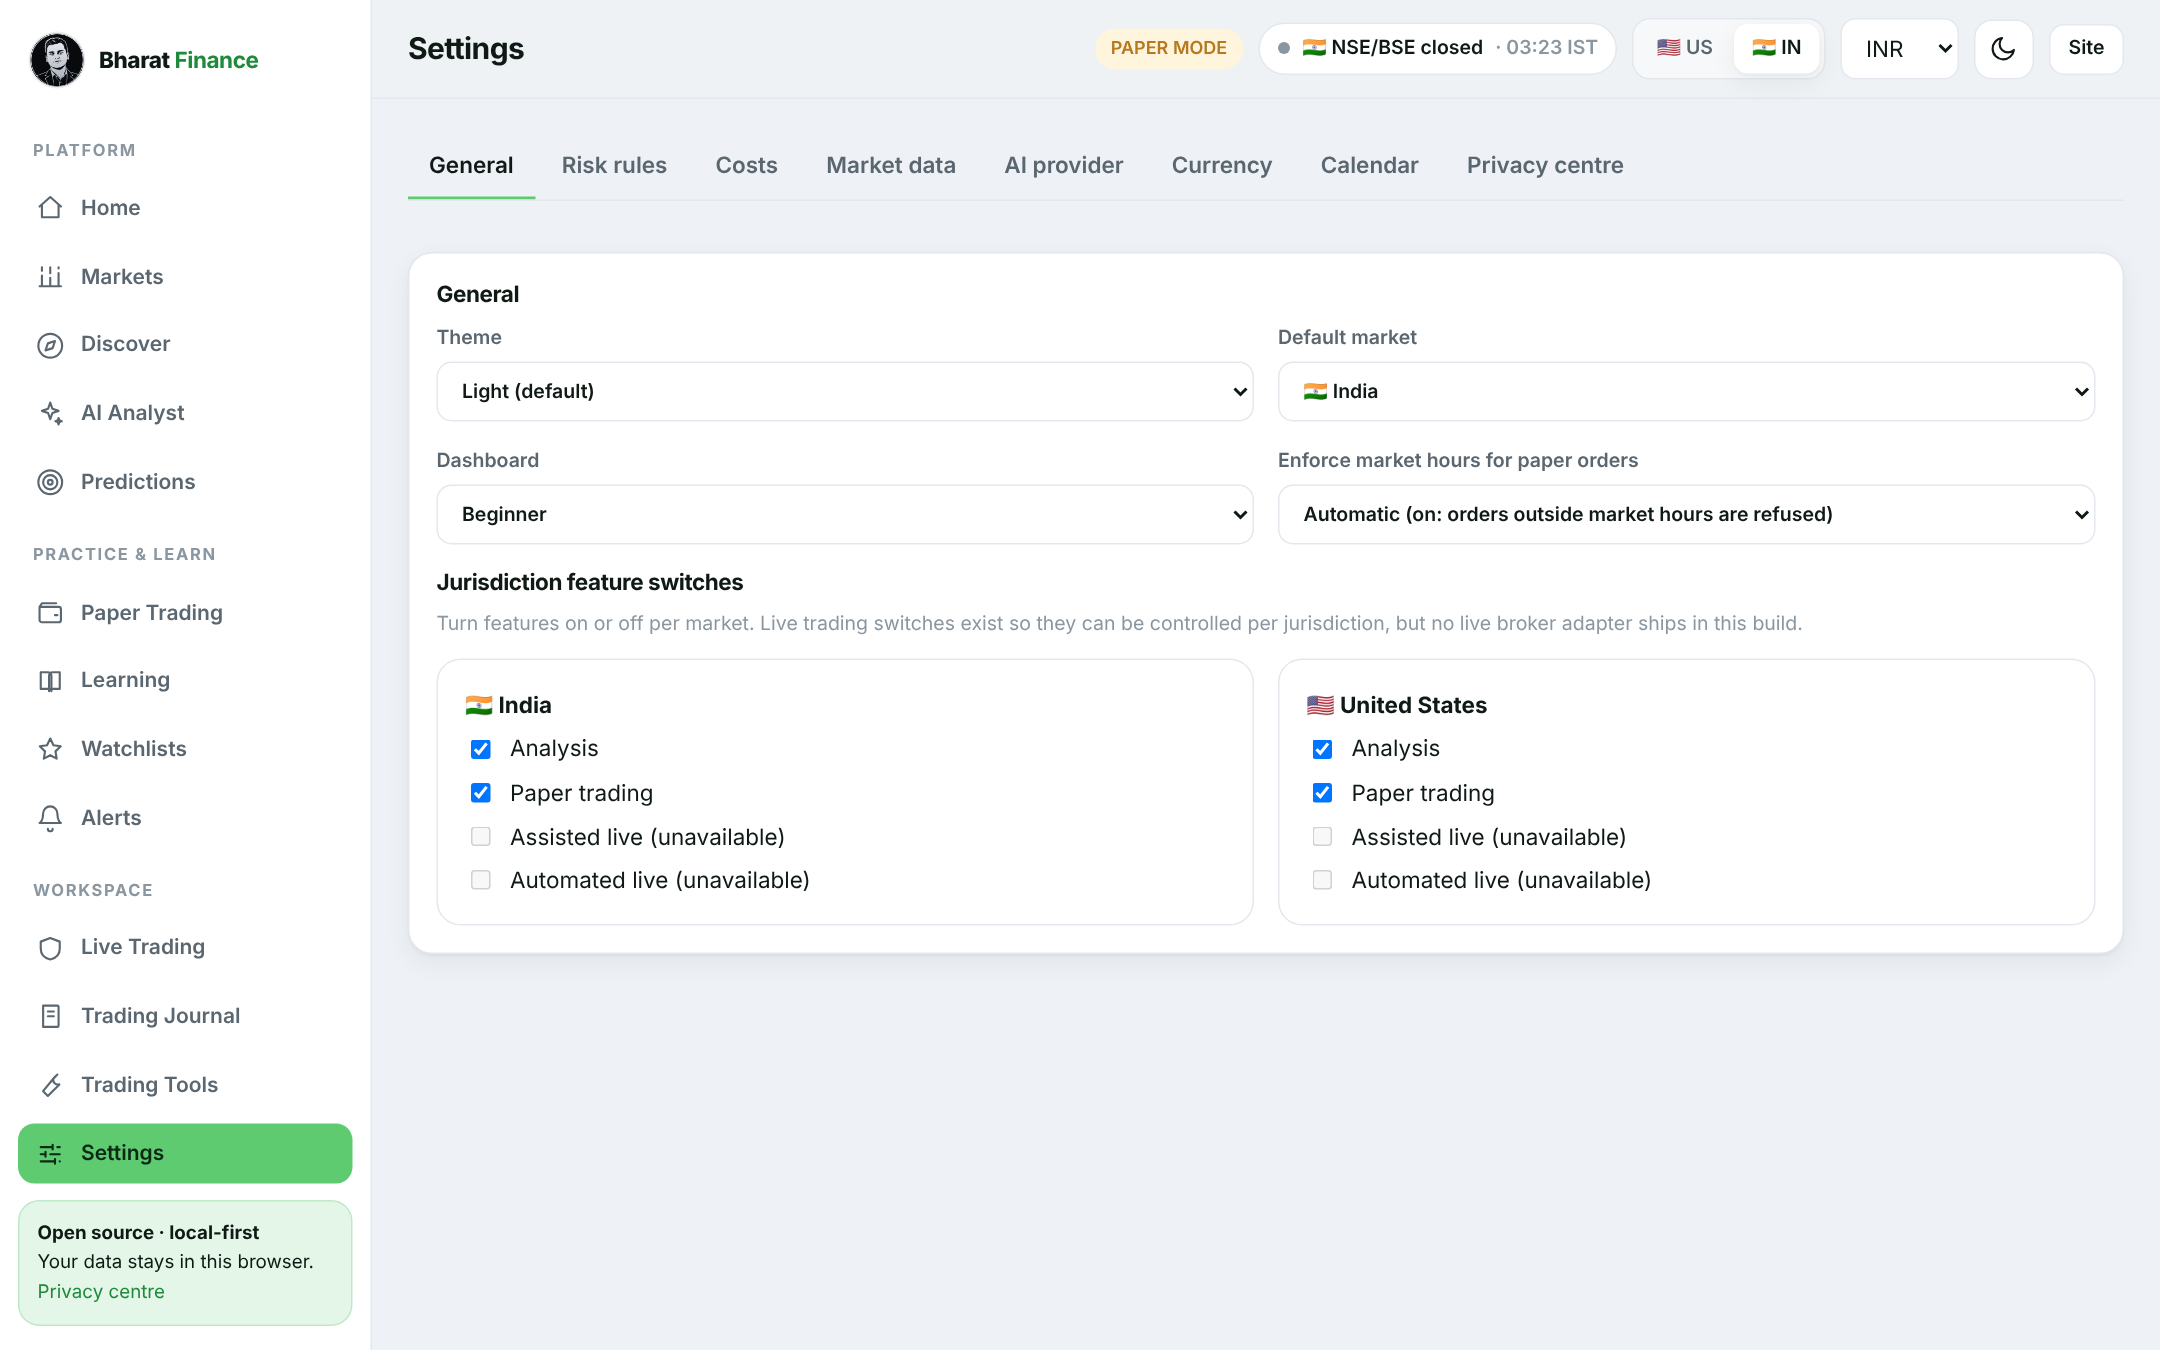 Bharat Finance
Settings
PAPER MODE
🇮🇳 NSE/BSE closed · 03:23 IST
🇺🇸 US
🇮🇳 IN
INR
Site
PLATFORM
Home
Markets
Discover
AI Analyst
Predictions
PRACTICE & LEARN
Paper Trading
Learning
Watchlists
Alerts
WORKSPACE
Live Trading
Trading Journal
Trading Tools
Settings
Open source · local-first
Your data stays in this browser.
Privacy centre
General
Risk rules
Costs
Market data
AI provider
Currency
Calendar
Privacy centre
General
Theme
Light (default)
Default market
🇮🇳 India
Dashboard
Beginner
Enforce market hours for paper orders
Automatic (on: orders outside market hours are refused)
Jurisdiction feature switches
Turn features on or off per market. Live trading switches exist so they can be controlled per jurisdiction, but no live broker adapter ships in this build.
🇮🇳 India
Analysis
Paper trading
Assisted live (unavailable)
Automated live (unavailable)
🇺🇸 United States
Analysis
Paper trading
Assisted live (unavailable)
Automated live (unavailable)